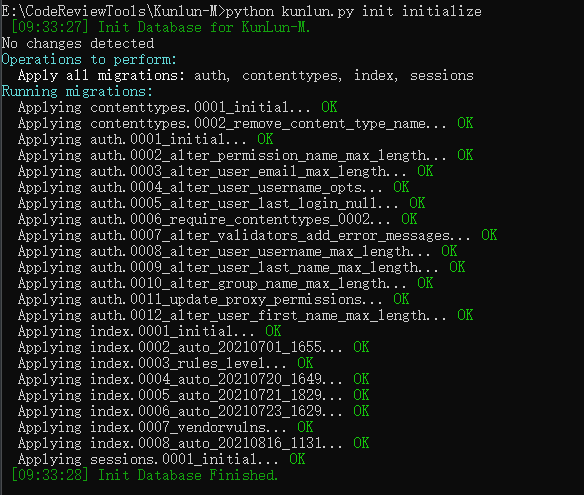 E:\CodeReviewTools\Kunlun-M>python kunlun.py init initialize
[09:33:27] Init Database for KunLun-M.
No changes detected
Operations to perform:
Apply all migrations: auth, contenttypes, index, sessions
Running migrations:
Applying contenttypes.0001_initial... OK
Applying contenttypes.0002_remove_content_type_name... OK
Applying auth.0001_initial... OK
Applying auth.0002_alter_permission_name_max_length... OK
Applying auth.0003_alter_user_email_max_length... OK
Applying auth.0004_alter_user_username_opts... OK
Applying auth.0005_alter_user_last_login_null... OK
Applying auth.0006_require_contenttypes_0002... OK
Applying auth.0007_alter_validators_add_error_messages... OK
Applying auth.0008_alter_user_username_max_length... OK
Applying auth.0009_alter_user_last_name_max_length... OK
Applying auth.0010_alter_group_name_max_length... OK
Applying auth.0011_update_proxy_permissions... OK
Applying auth.0012_alter_user_first_name_max_length... OK
Applying index.0001_initial... OK
Applying index.0002_auto_20210701_1655... OK
Applying index.0003_rules_level... OK
Applying index.0004_auto_20210720_1649... OK
Applying index.0005_auto_20210721_1829... OK
Applying index.0006_auto_20210723_1629... OK
Applying index.0007_vendorvulns... OK
Applying index.0008_auto_20210816_1131... OK
Applying sessions.0001_initial... OK
[09:33:28] Init Database Finished.